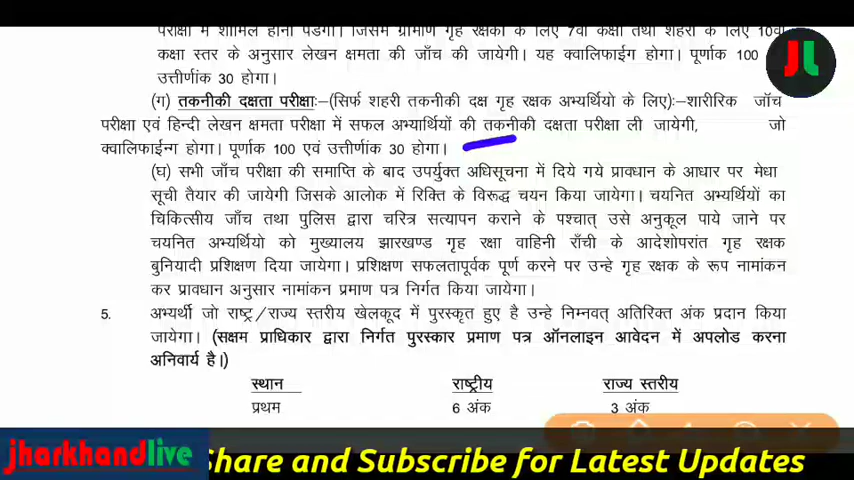 परीक्षा में शामिल होना पडेगा। जिसमें ग्रामीण गृह रक्षकों के लिए 7वीं कक्षा तथा शहरी के लिए 10वीं
कक्षा स्तर के अनुसार लेखन क्षमता की जाँच की जायेगी। यह क्वालिफाईग होगा। पूर्णाक 100
उत्तीर्णांक 30 होगा।
(ग) तकनीकी दक्षता परीक्षाः–(सिर्फ शहरी तकनीकी दक्ष गृह रक्षक अभ्यर्थियो के लिए):–शारीरिक जाँच
परीक्षा एवं हिन्दी लेखन क्षमता परीक्षा में सफल अभ्यार्थियों की तकनीकी दक्षता परीक्षा ली जायेगी, जो
क्वालिफाईन्ग होगा। पूर्णांक 100 एवं उत्तीर्णांक 30 होगा।
(घ) सभी जाँच परीक्षा की समाप्ति के बाद उपर्युक्त अधिसूचना में दिये गये प्रावधान के आधार पर मेधा
सूची तैयार की जायेगी जिसके आलोक में रिक्ति के विरूद्ध चयन किया जायेगा। चयनित अभ्यर्थियों का
चिकित्सीय जाँच तथा पुलिस द्वारा चरित्र सत्यापन कराने के पश्चात् उसे अनुकूल पाये जाने पर
चयनित अभ्यर्थियो को मुख्यालय झारखण्ड गृह रक्षा वाहिनी राँची के आदेशोपरांत गृह रक्षक
बुनियादी प्रशिक्षण दिया जायेगा। प्रशिक्षण सफलतापूर्वक पूर्ण करने पर उन्हे गृह रक्षक के रूप नामांकन
कर प्रावधान अनुसार नामांकन प्रमाण पत्र निर्गत किया जायेगा।
5. अभ्यर्थी जो राष्ट्र/राज्य स्तरीय खेलकूद में पुरस्कृत हुए है उन्हे निम्नवत् अतिरिक्त अंक प्रदान किया
जायेगा। (सक्षम प्राधिकार द्वारा निर्गत पुरस्कार प्रमाण पत्र ऑनलाइन आवेदन में अपलोड करना
अनिवार्य है।)
स्थान राष्ट्रीय राज्य स्तरीय
प्रथम 6 अंक 3 अंक
JL
jharkhandlive Share and Subscribe for Latest Updates